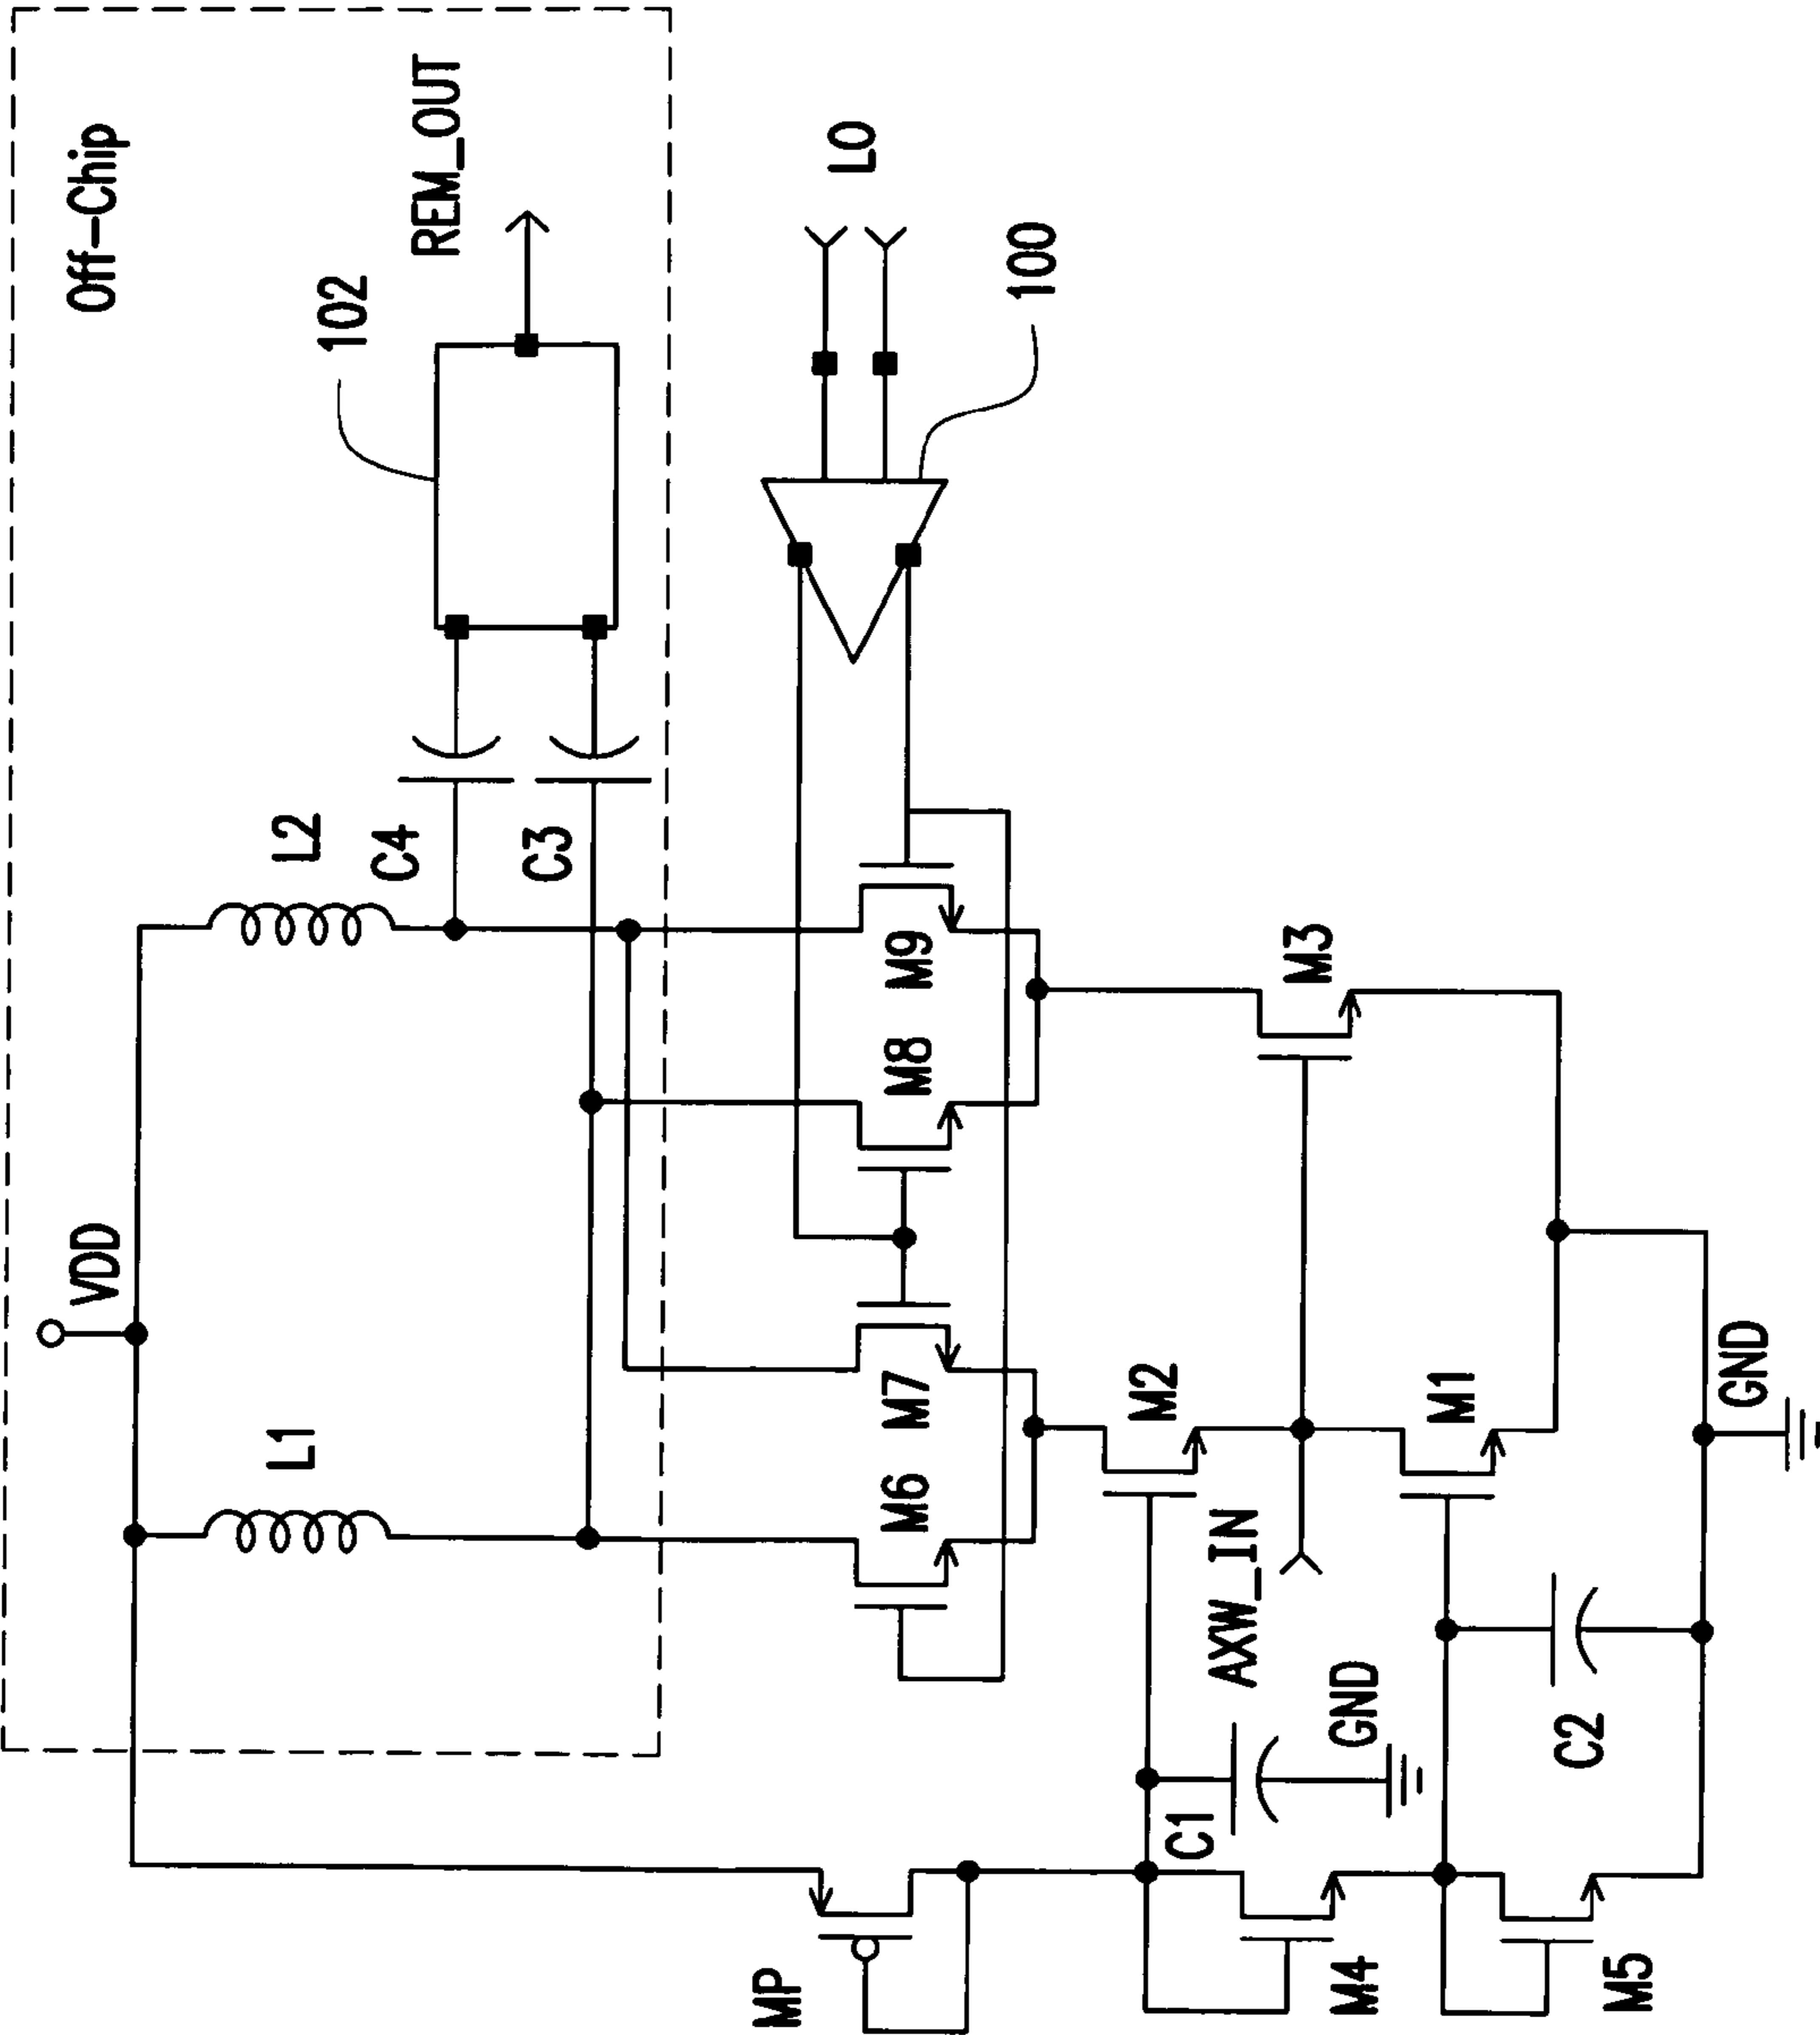 Off-Chip
VDD
102
REM_OUT
L1
L2
C4
C3
LO
100
M6
M7
M8
M9
MP
M2
M3
AXW_IN
C1
GND
M4
M1
C2
M5
GND